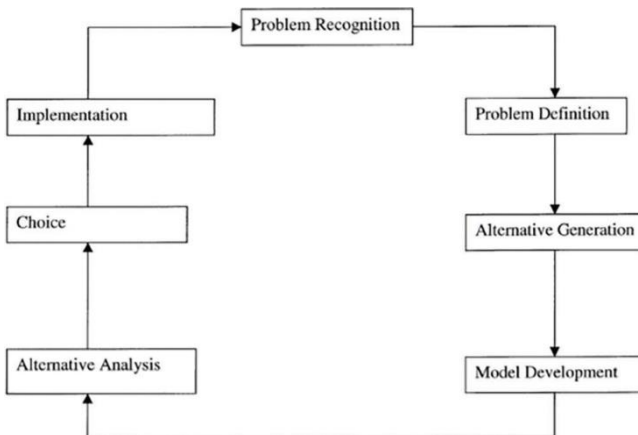 Problem Recognition
Implementation
Problem Definition
Choice
Alternative Generation
Alternative Analysis
Model Development